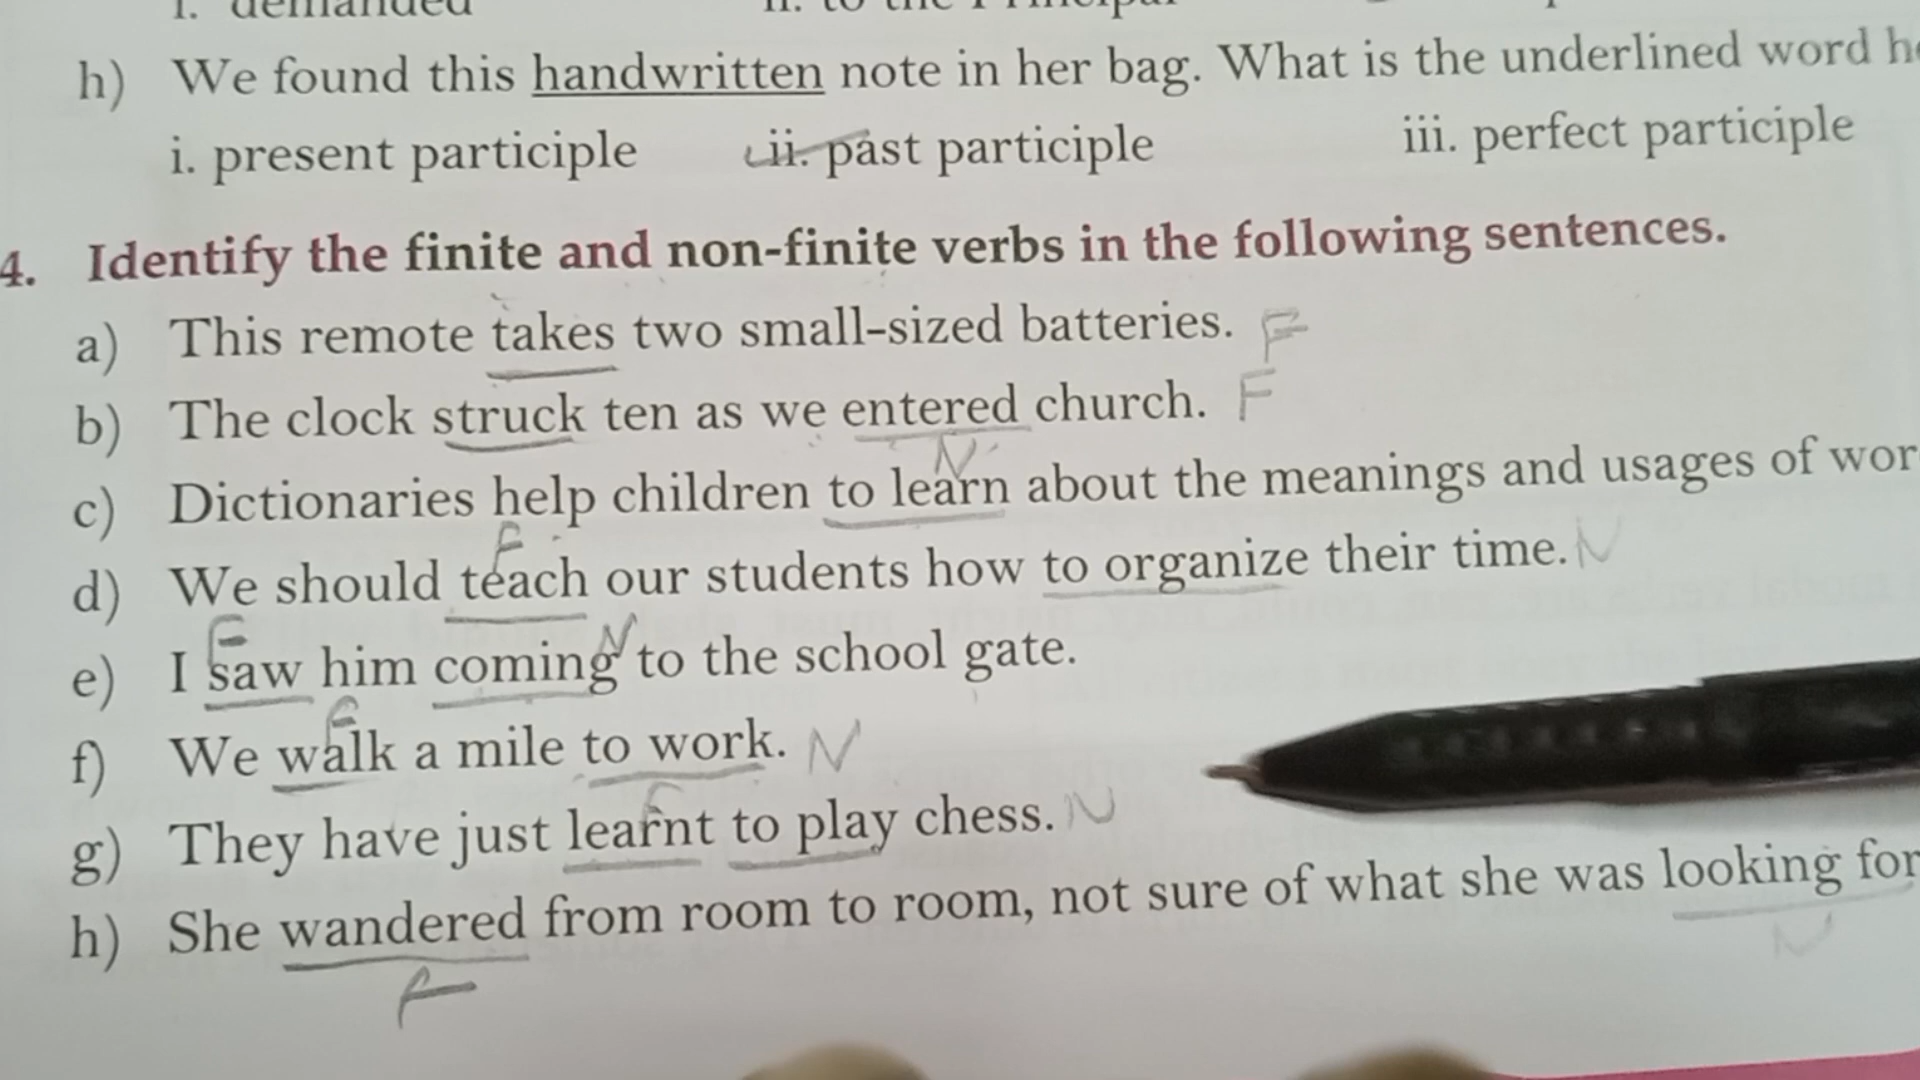 i. demanded ii. to the Principal
h) We found this handwritten note in her bag. What is the underlined word
i. present participle ii. past participle iii. perfect participle
4. Identify the finite and non-finite verbs in the following sentences.
a) This remote takes two small-sized batteries. F
b) The clock struck ten as we entered church. F
N
c) Dictionaries help children to learn about the meanings and usages of
F
d) We should teach our students how to organize their time. N
F N
e) I saw him coming to the school gate.
F
f) We walk a mile to work. N
F
g) They have just learnt to play chess. N
h) She wandered from room to room, not sure of what she was looking for
F N